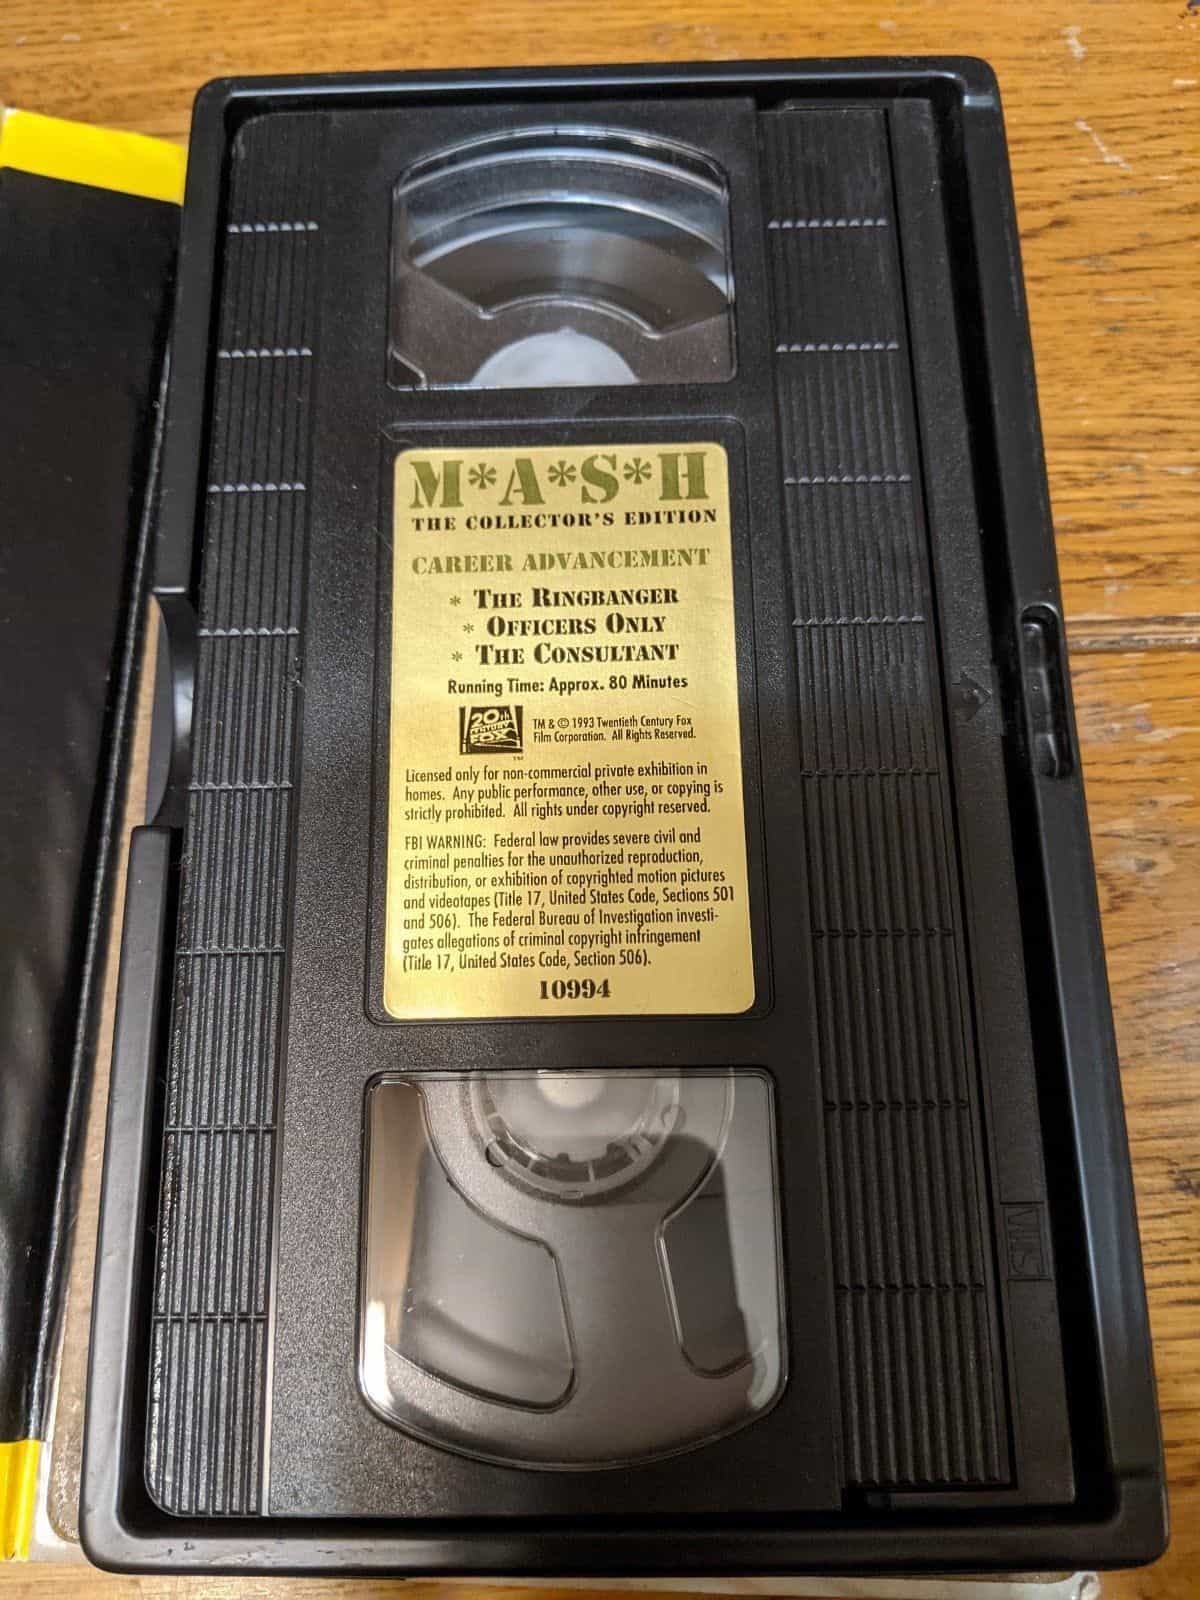 M*A*S*H
THE COLLECTOR'S EDITION
CAREER ADVANCEMENT
* THE RINGBANGER
* OFFICERS ONLY
* THE CONSULTANT
Running Time: Approx. 80 Minutes
20th
CENTURY
FOX
TM
TM & © 1993 Twentieth Century Fox
Film Corporation. All Rights Reserved.
Licensed only for non-commercial private exhibition in
homes. Any public performance, other use, or copying is
strictly prohibited. All rights under copyright reserved.
FBI WARNING: Federal law provides severe civil and
criminal penalties for the unauthorized reproduction,
distribution, or exhibition of copyrighted motion pictures
and videotapes (Title 17, United States Code, Sections 501
and 506). The Federal Bureau of Investigation investi-
gates allegations of criminal copyright infringement
(Title 17, United States Code, Section 506).
10994
VHS